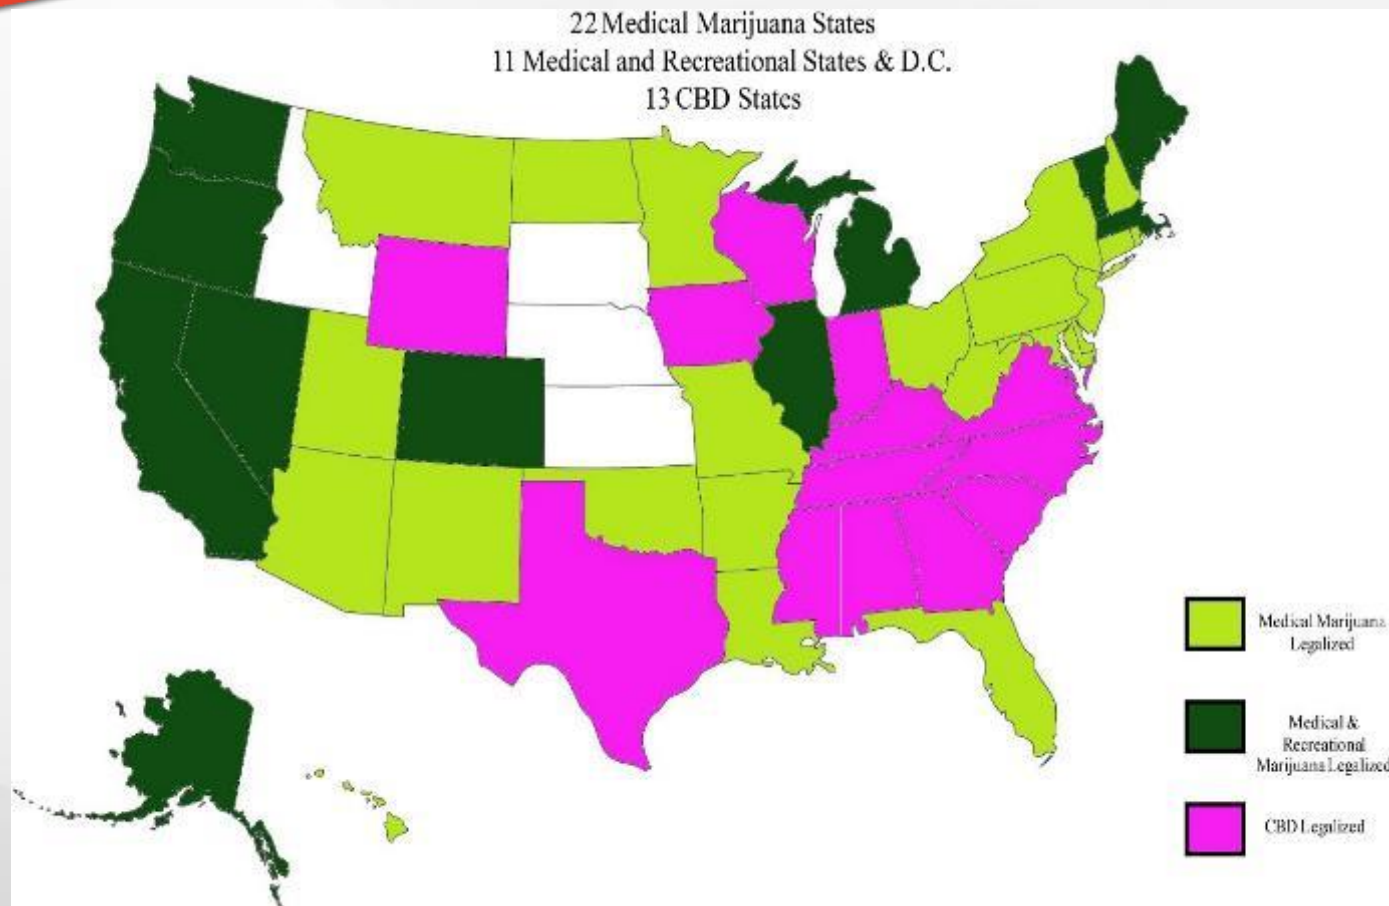 22 Medical Marijuana States
11 Medical and Recreational States & D.C.
13 CBD States
Medical Marijuana
Legalized
Medical &
Recreational
Marijuana Legalized
CBD Legalized